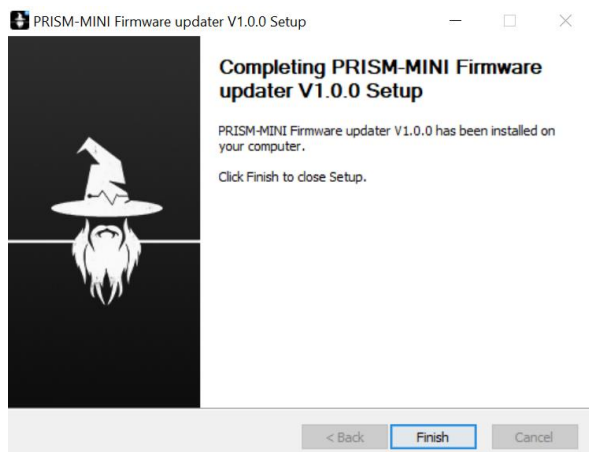 PRISM-MINI Firmware updater V1.0.0 Setup
Completing PRISM-MINI Firmware
updater V1.0.0 Setup
PRISM-MINI Firmware updater V1.0.0 has been installed on
your computer.
Click Finish to close Setup.
< Back Finish Cancel